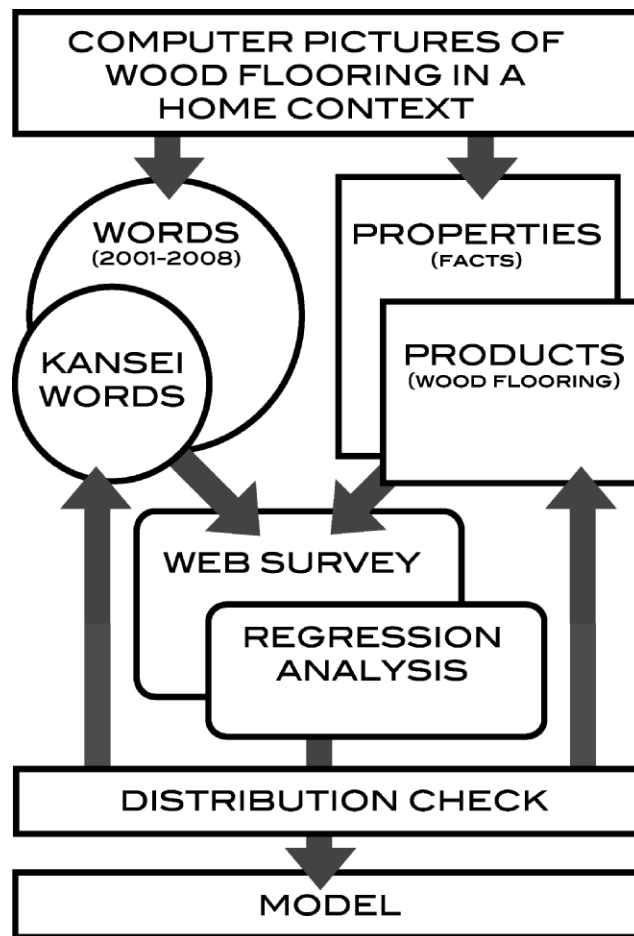 COMPUTER PICTURES OF
WOOD FLOORING IN A
HOME CONTEXT
WORDS
(2001-2008)
KANSEI
WORDS
PROPERTIES
(FACTS)
PRODUCTS
(WOOD FLOORING)
WEB SURVEY
REGRESSION
ANALYSIS
DISTRIBUTION CHECK
MODEL